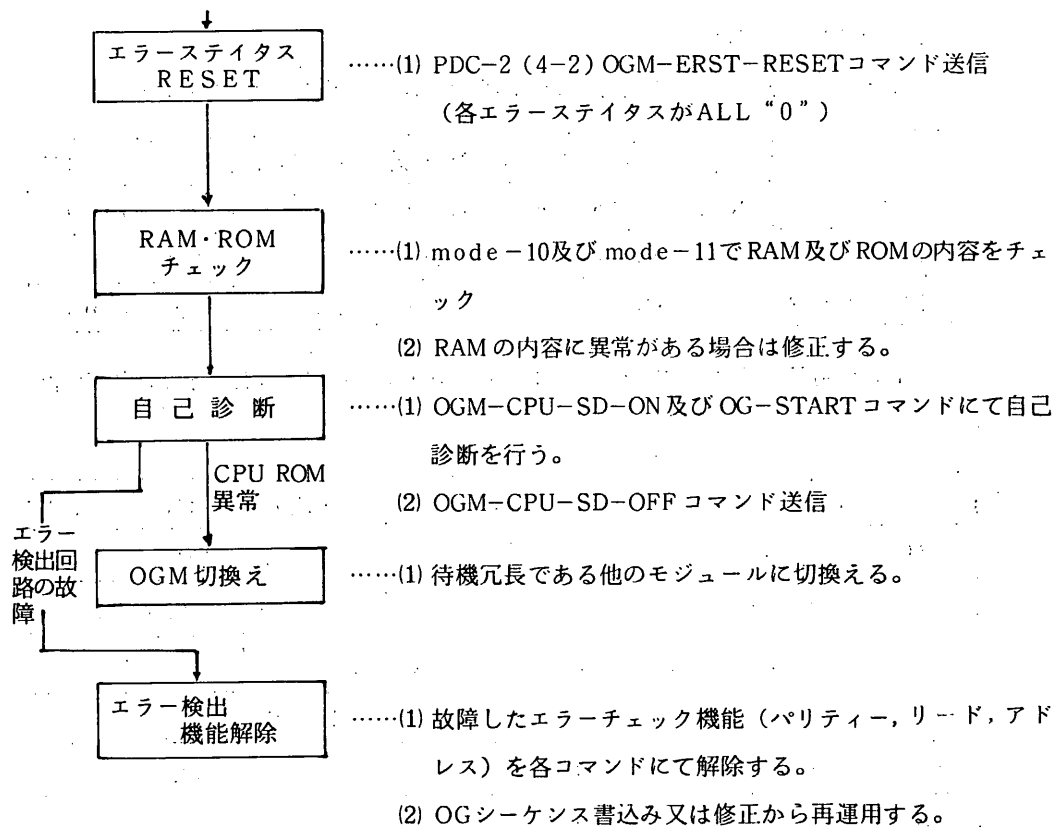 エラーステイタス
RESET
……(1) PDC-2 (4-2) OGM-ERST-RESETコマンド送信
(各エラーステイタスがALL “0”)
RAM・ROM
チェック
……(1) mode-10及び mode-11でRAM及びROMの内容をチェ
ック
(2) RAMの内容に異常がある場合は修正する。
自己診断
……(1) OGM-CPU-SD-ON及びOG-STARTコマンドにて自己
診断を行う。
(2) OGM-CPU-SD-OFFコマンド送信
CPU ROM
異常
エラー
検出回
路の故
障
OGM切換え
……(1) 待機冗長である他のモジュールに切換える。
エラー検出
機能解除
……(1) 故障したエラーチェック機能(パリティー,リード,アド
レス)を各コマンドにて解除する。
(2) OGシーケンス書込み又は修正から再運用する。